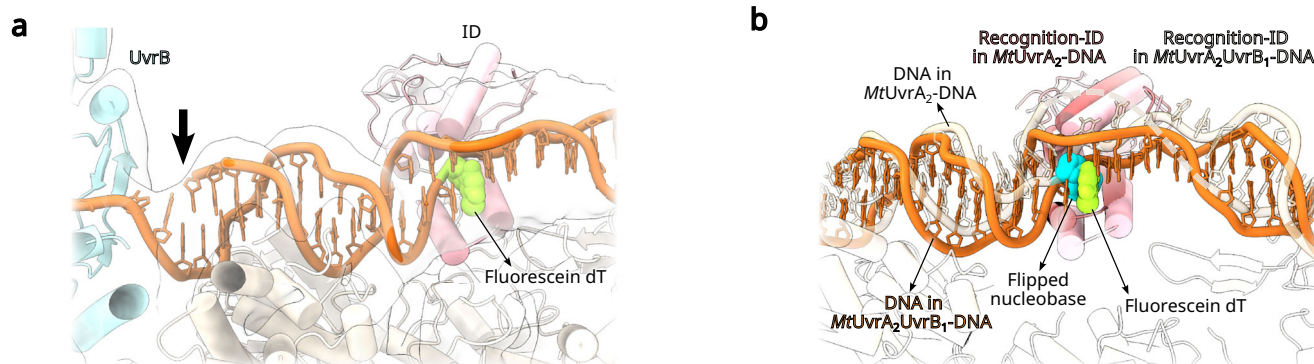 a
UvrB
ID
Fluorescein dT
b
Recognition-ID
in MtUvrA₂-DNA
Recognition-ID
in MtUvrA₂UvrB₁-DNA
DNA in
MtUvrA₂-DNA
DNA in
MtUvrA₂UvrB₁-DNA
Flipped
nucleobase
Fluorescein dT